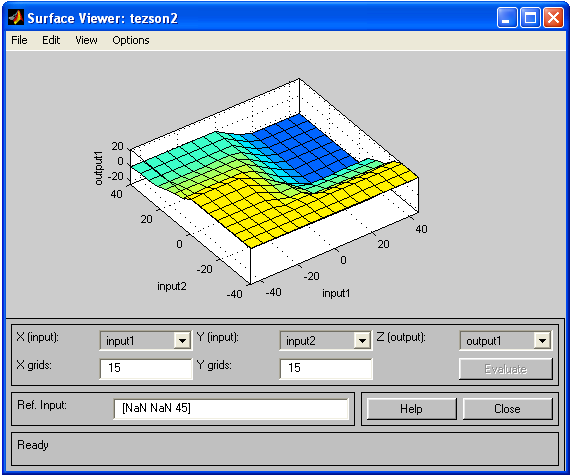 Surface Viewer: tezson2
File Edit View Options
20
0
-20
output1
40
20
0
-20
-40
input2
-40
-20
0
20
40
input1
X (input): input1 Y (input): input2 Z (output): output1
X grids: 15 Y grids: 15 Evaluate
Ref. Input: [NaN NaN 45] Help Close
Ready